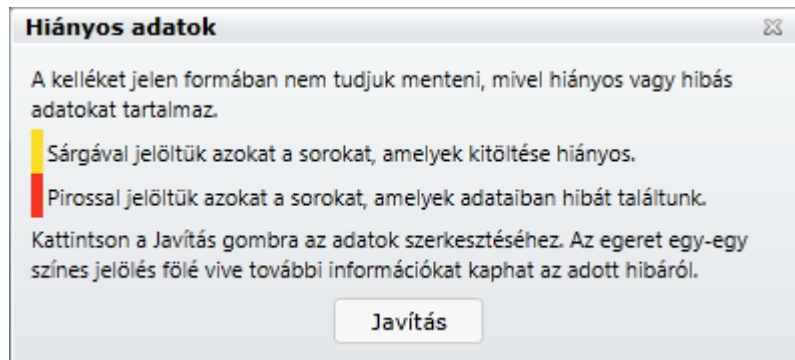 Hiányos adatok
A kelléket jelen formában nem tudjuk menteni, mivel hiányos vagy hibás
adatokat tartalmaz.
Sárgával jelöltük azokat a sorokat, amelyek kitöltése hiányos.
Pirossal jelöltük azokat a sorokat, amelyek adataiban hibát találtunk.
Kattintson a Javítás gombra az adatok szerkesztéséhez. Az egeret egy-egy
színes jelölés fölé vive további információkat kaphat az adott hibáról.
Javítás